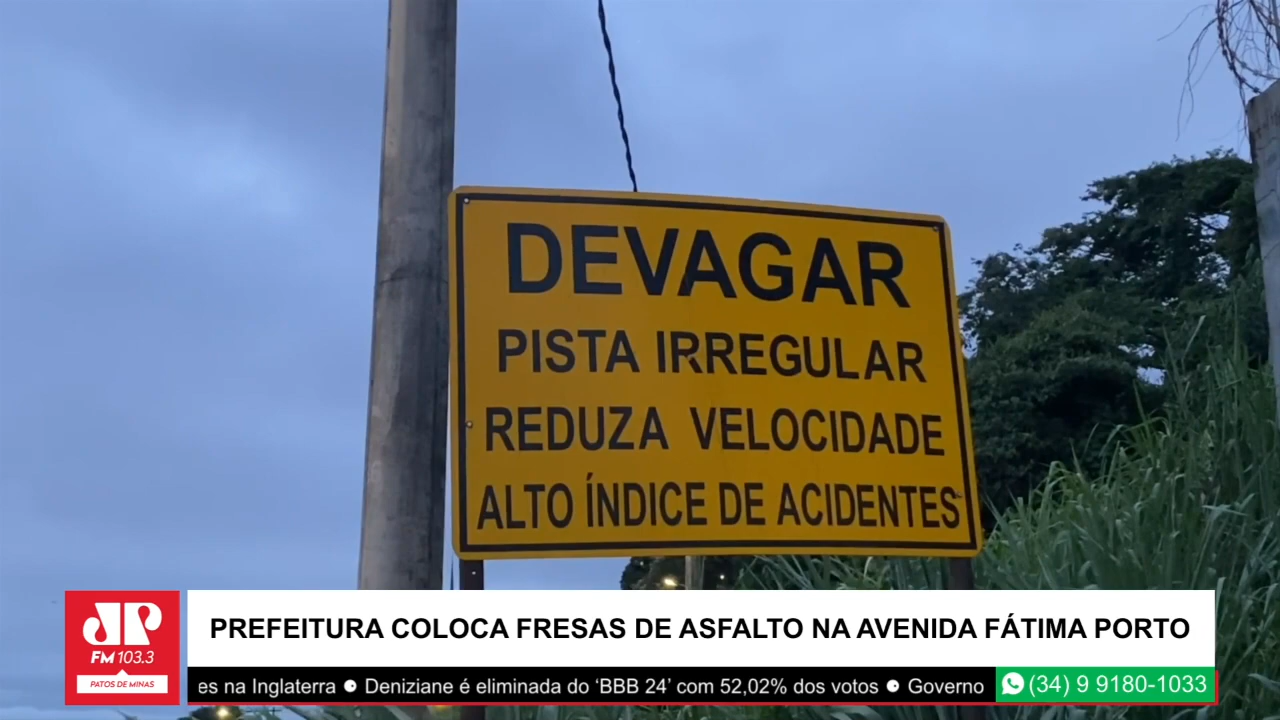 DEVAGAR
PISTA IRREGULAR
REDUZA VELOCIDADE
ALTO ÍNDICE DE ACIDENTES
JP
FM 103.3
PATOS DE MINAS
PREFEITURA COLOCA FRESAS DE ASFALTO NA AVENIDA FÁTIMA PORTO
es na Inglaterra ● Deniziane é eliminada do ‘BBB 24’ com 52,02% dos votos ● Governo
(34) 9 9180-1033